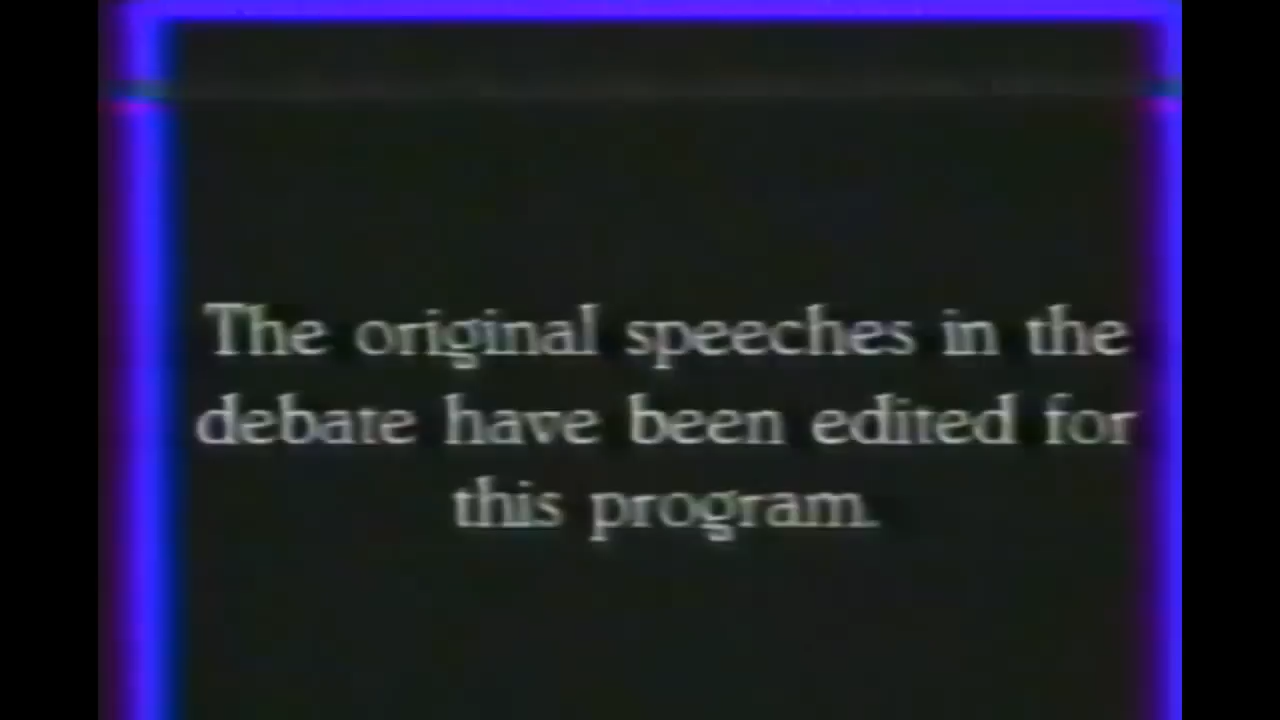 The original speeches in the
debate have been edited for
this program.